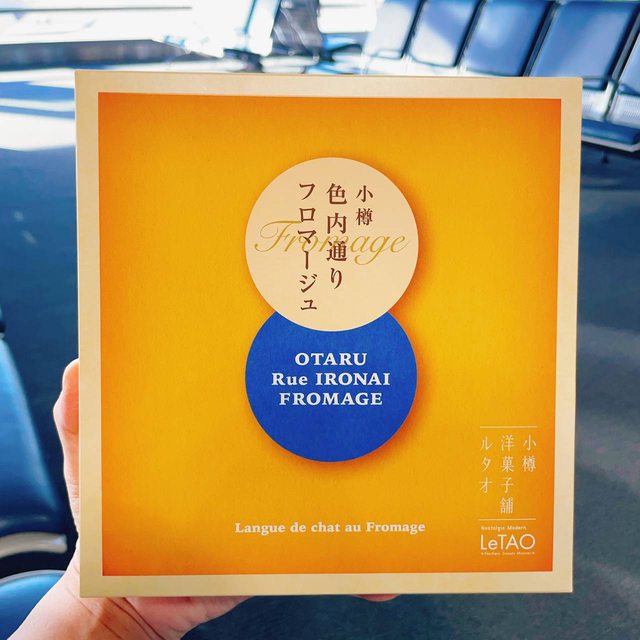 小樽
色内通り
フロマージュ
Fromage
OTARU
Rue IRONAI
FROMAGE
Langue de chat au Fromage
小樽
洋菓子舗
ルタオ
Nostalgic Modern
LeTAO